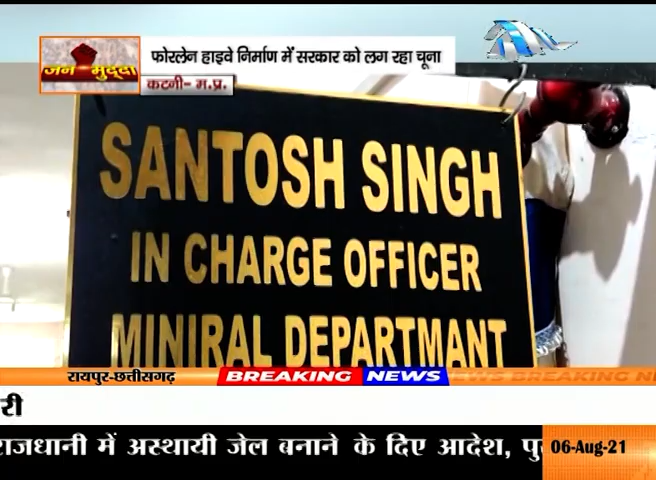 फोरलेन हाइवे निर्माण में सरकार को लग रहा चूना
जन मुद्दा
कटनी- म.प्र.
SANTOSH SINGH
IN CHARGE OFFICER
MINIRAL DEPARTMANT
रायपुर-छत्तीसगढ़
BREAKING NEWS
री
राजधानी में अस्थायी जेल बनाने के दिए आदेश,
06-Aug-21